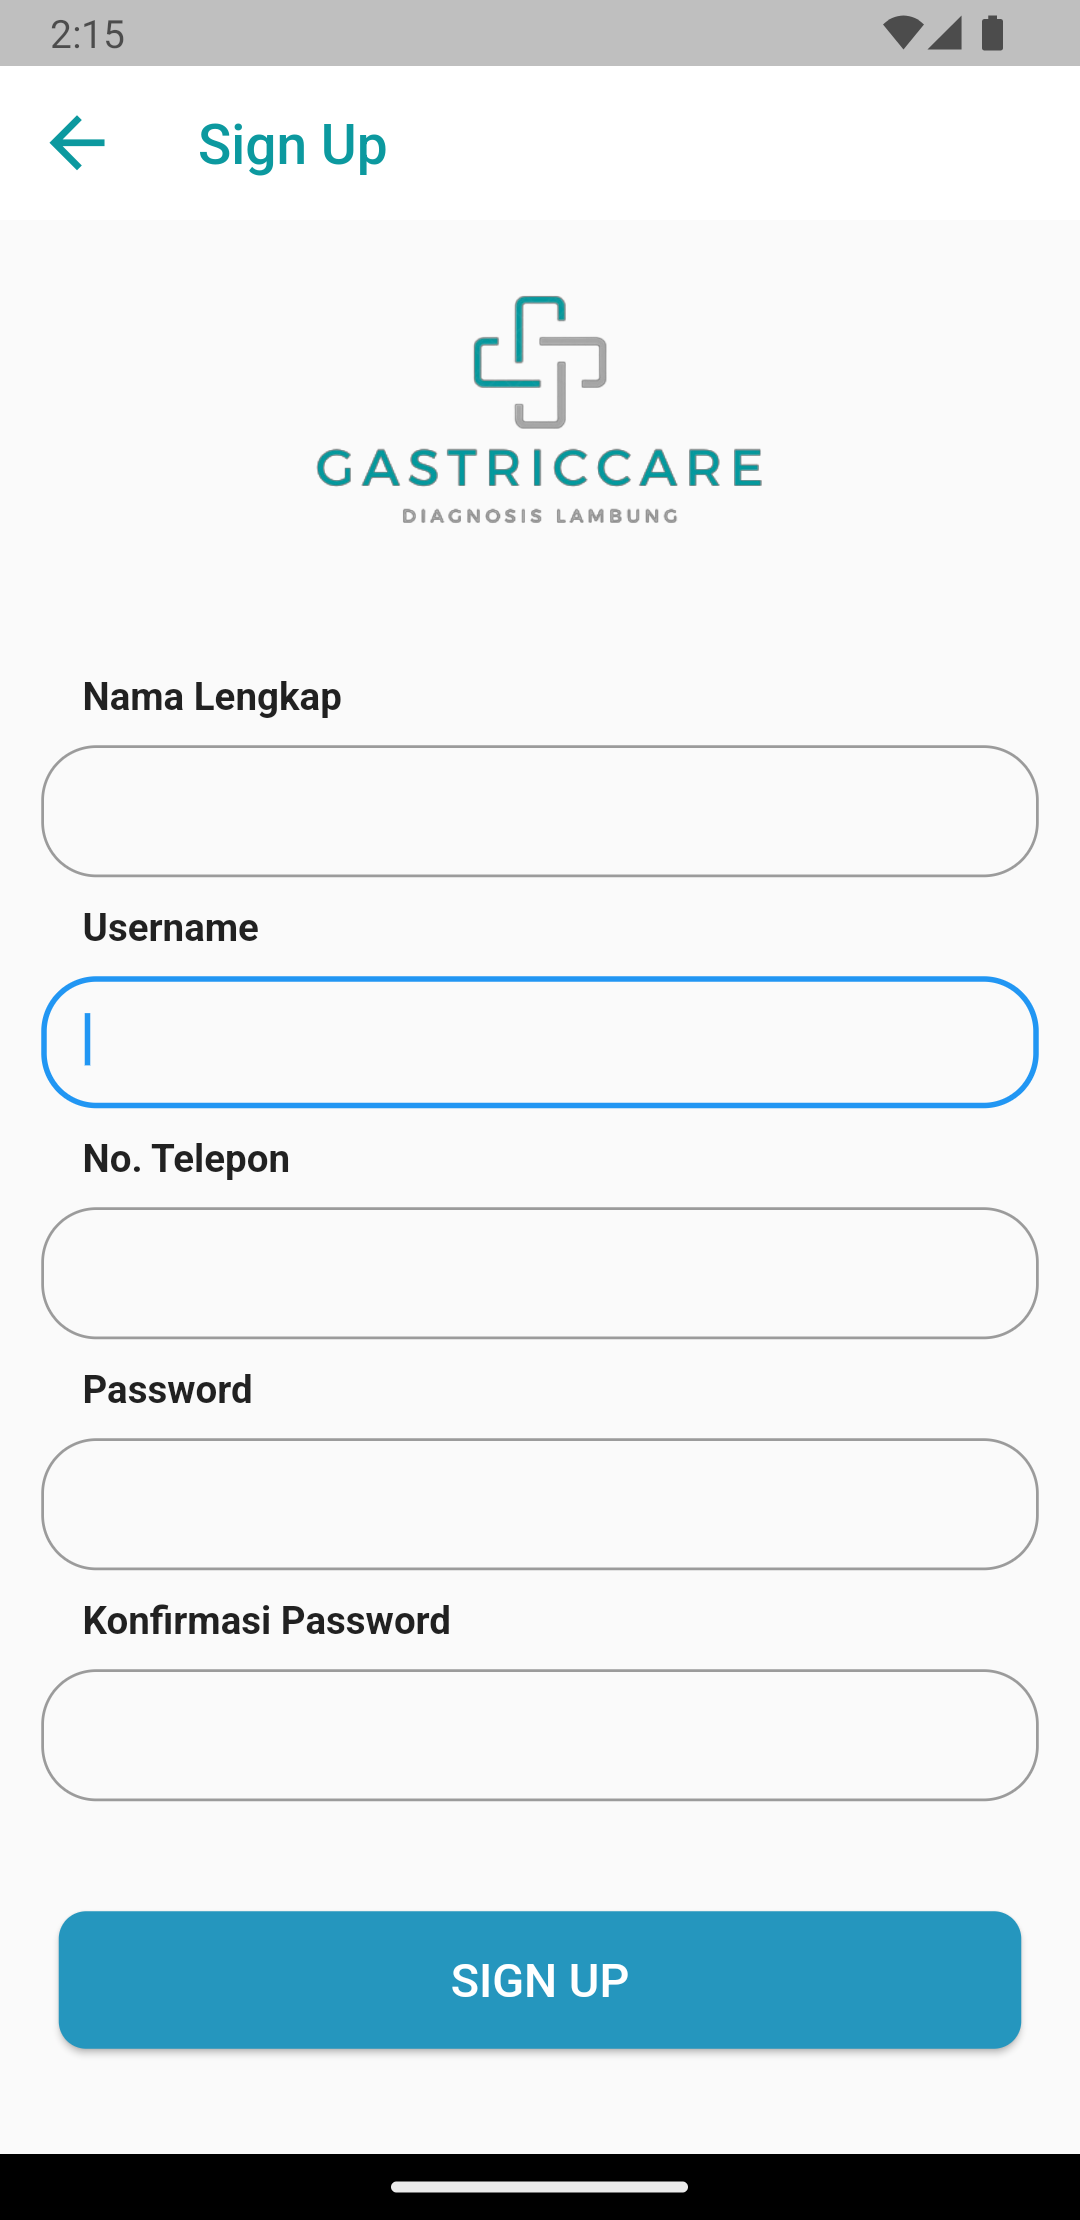 2:15
Sign Up
GASTRICCARE
DIAGNOSIS LAMBUNG
Nama Lengkap
Username
No. Telepon
Password
Konfirmasi Password
SIGN UP